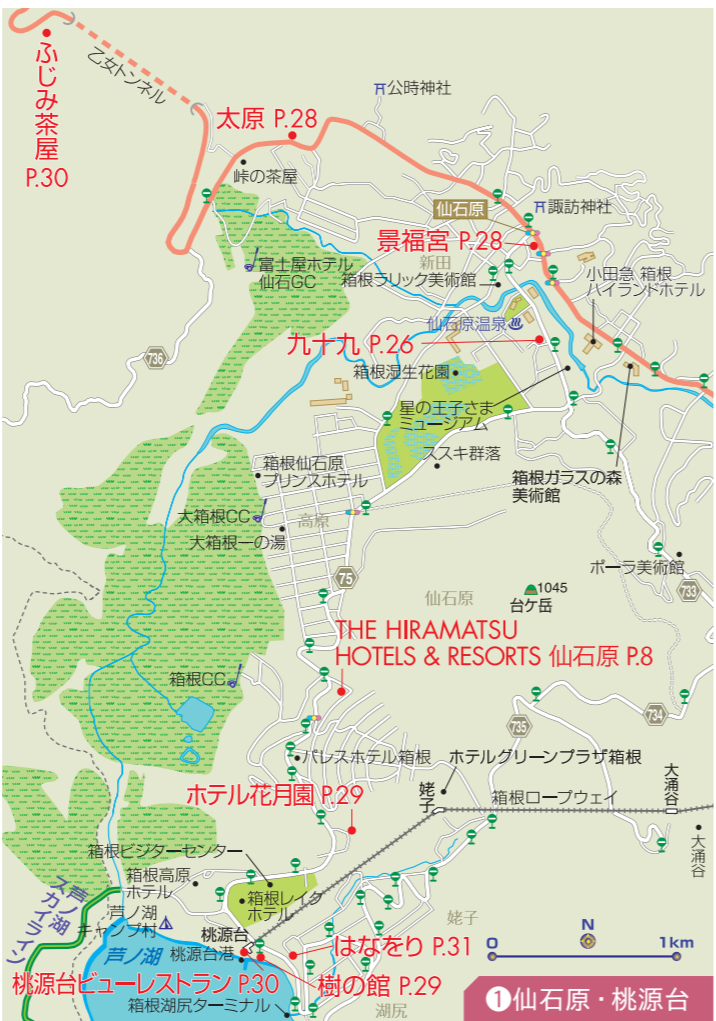 ふじみ茶屋
P.30
乙女トンネル
太原 P.28
公時神社
峠の茶屋
仙石原
諏訪神社
景福宮 P.28
新田
富士屋ホテル
仙石GC
箱根ラリック美術館
小田急 箱根
ハイランドホテル
仙石原温泉
九十九 P.26
736
箱根湿生花園
星の王子さま
ミュージアム
ススキ群落
箱根仙石原
プリンスホテル
箱根ガラスの森
美術館
大箱根CC
高原
大箱根一の湯
ポーラ美術館
75
733
仙石原
1045
台ケ岳
THE HIRAMATSU
HOTELS & RESORTS 仙石原 P.8
箱根CC
735
734
パレスホテル箱根
ホテルグリーンプラザ箱根
姥子
箱根ロープウェイ
大涌谷
大涌谷
ホテル花月園 P.29
箱根ビジターセンター
箱根高原
ホテル
箱根レイク
ホテル
芦ノ湖
スカイライン
芦ノ湖
キャンプ村
姥子
桃源台
芦ノ湖
桃源台港
はなをり P.31
N
0
1km
桃源台ビューレストラン P.30
樹の館 P.29
箱根湖尻ターミナル
湖尻
❶仙石原・桃源台